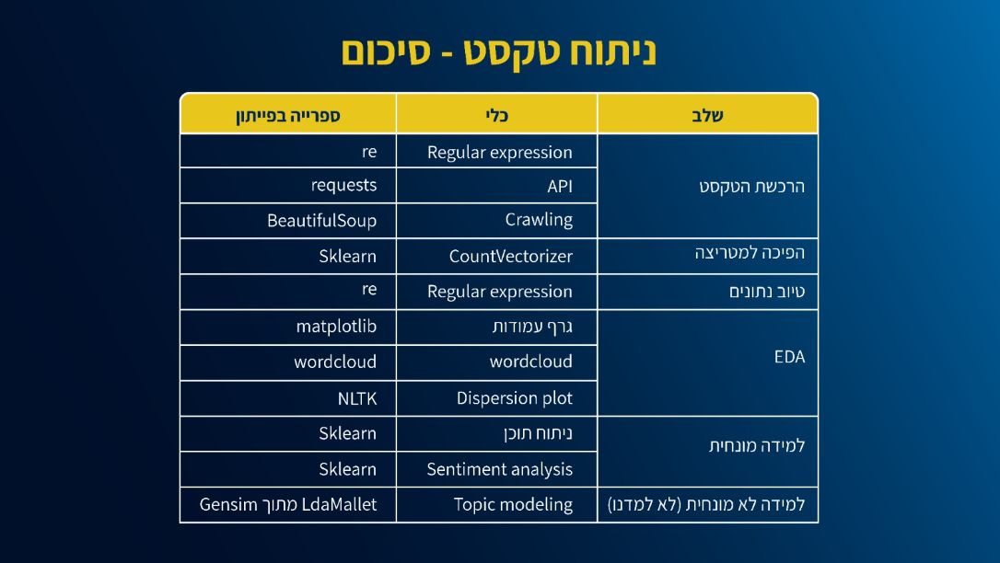 ניתוח טקסט - סיכום
שלב כלי ספרייה בפייתון
הרכשת הטקסט Regular expression re
API requests
Crawling BeautifulSoup
הפיכה למטריצה CountVectorizer Sklearn
טיוב נתונים Regular expression re
EDA גרף עמודות matplotlib
wordcloud wordcloud
Dispersion plot NLTK
למידה מונחית ניתוח תוכן Sklearn
Sentiment analysis Sklearn
למידה לא מונחית (לא למדנו) Topic modeling LdaMallet מתוך Gensim